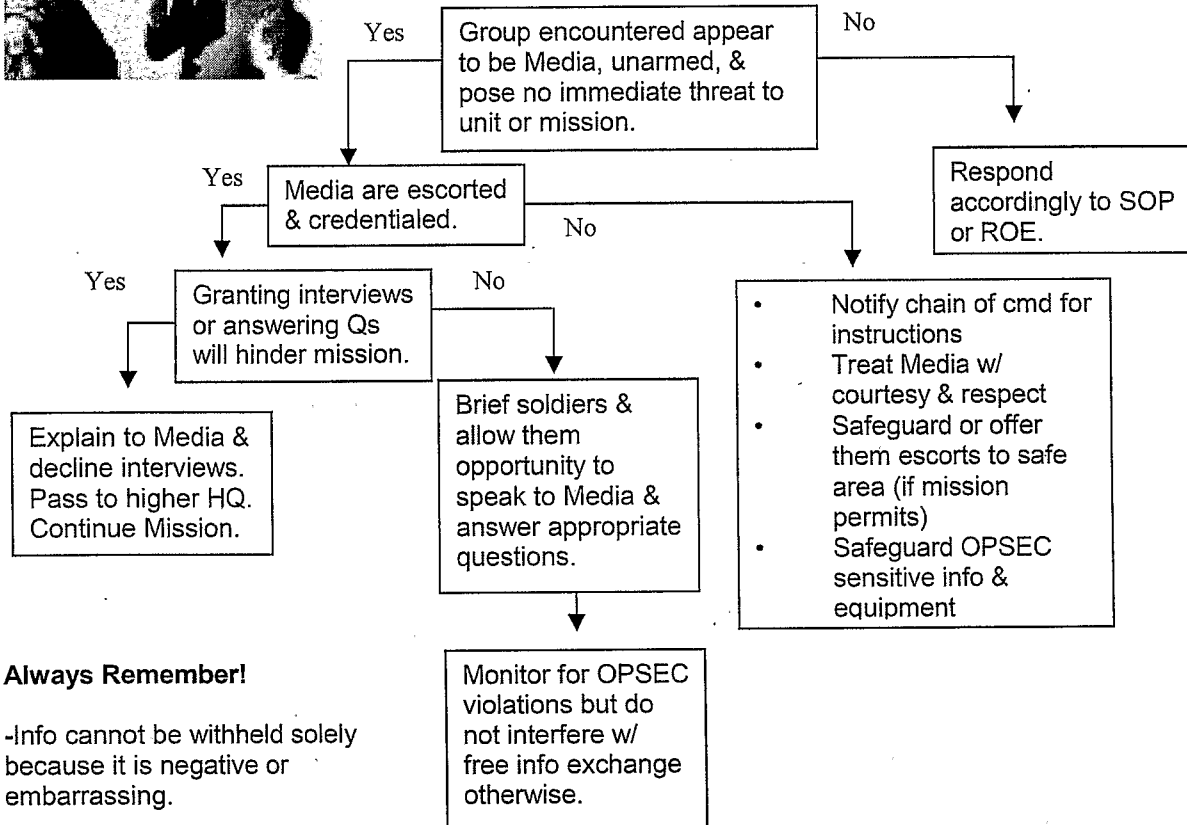 Yes
Group encountered appear
to be Media, unarmed, &
pose no immediate threat to
unit or mission.
No
Yes
Media are escorted
& credentialed.
No
Respond
accordingly to SOP
or ROE.
Yes
Granting interviews
or answering Qs
will hinder mission.
No
• Notify chain of cmd for
instructions
• Treat Media w/
courtesy & respect
• Safeguard or offer
them escorts to safe
area (if mission
permits)
• Safeguard OPSEC
sensitive info &
equipment
Explain to Media &
decline interviews.
Pass to higher HQ.
Continue Mission.
Brief soldiers &
allow them
opportunity to
speak to Media &
answer appropriate
questions.
Always Remember!
-Info cannot be withheld solely
because it is negative or
embarrassing.
Monitor for OPSEC
violations but do
not interfere w/
free info exchange
otherwise.